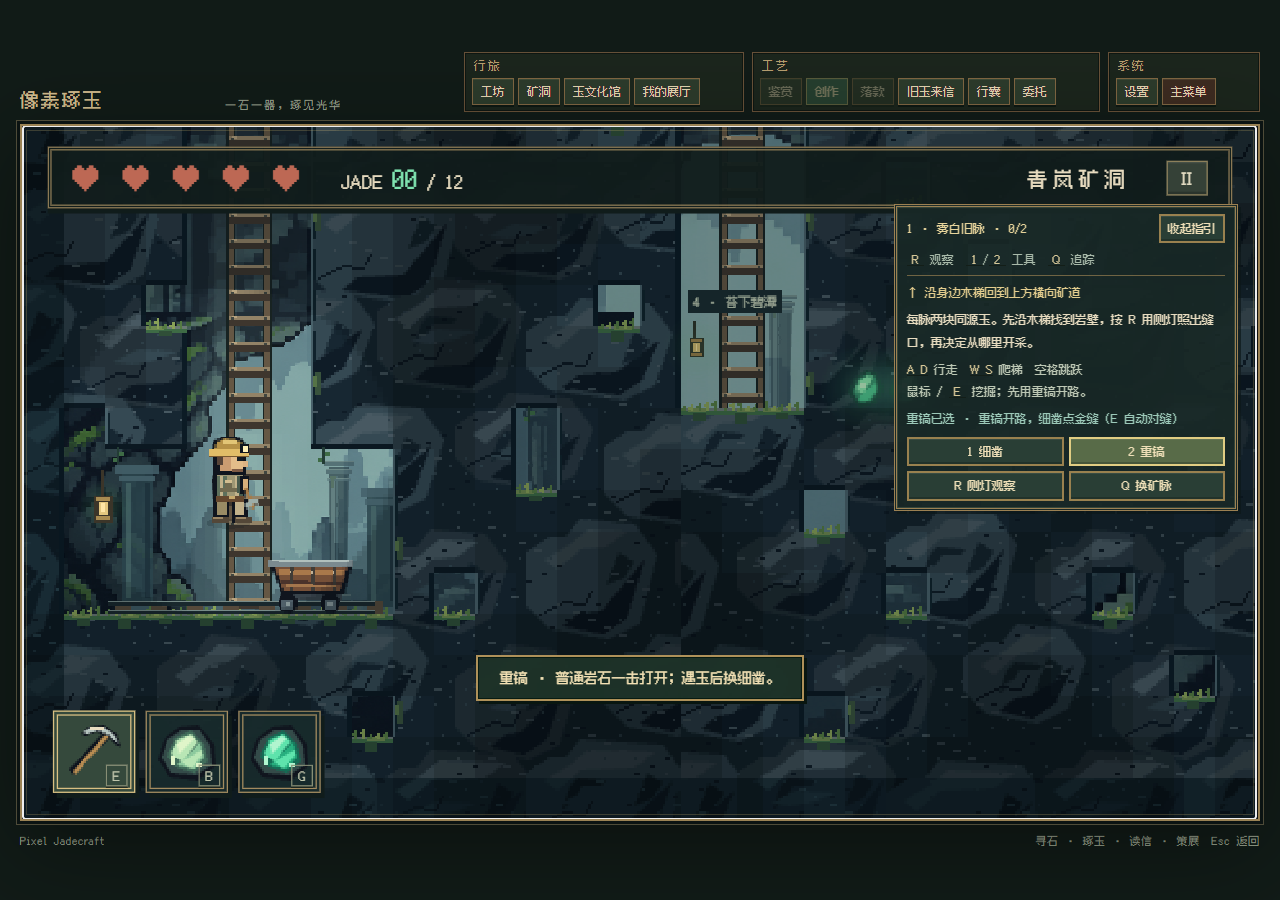 像素琢玉
一石一器，琢见光华
行旅
工坊 矿洞 玉文化馆 我的展厅
工艺
鉴赏 创作 落款 旧玉来信 行囊 委托
系统
设置 主菜单
JADE 00 / 12
青岚矿洞
II
1 · 雾白旧脉 · 0/2
收起指引
R 观察 1 / 2 工具 Q 追踪
↑ 沿身边木梯回到上方横向矿道
每脉两块同源玉。先沿木梯找到岩壁，按 R 用侧灯照出缝
口，再决定从哪里开采。
A D 行走 W S 爬梯 空格跳跃
鼠标 / E 挖掘；先用重镐开路。
重镐已选 · 重镐开路，细凿点金缝（E 自动对缝）
1 细凿
2 重镐
R 侧灯观察
Q 换矿脉
4 · 苔下碧潭
重镐 · 普通岩石一击打开；遇玉后换细凿。
E
B
G
Pixel Jadecraft
寻石 · 琢玉 · 读信 · 策展 Esc 返回